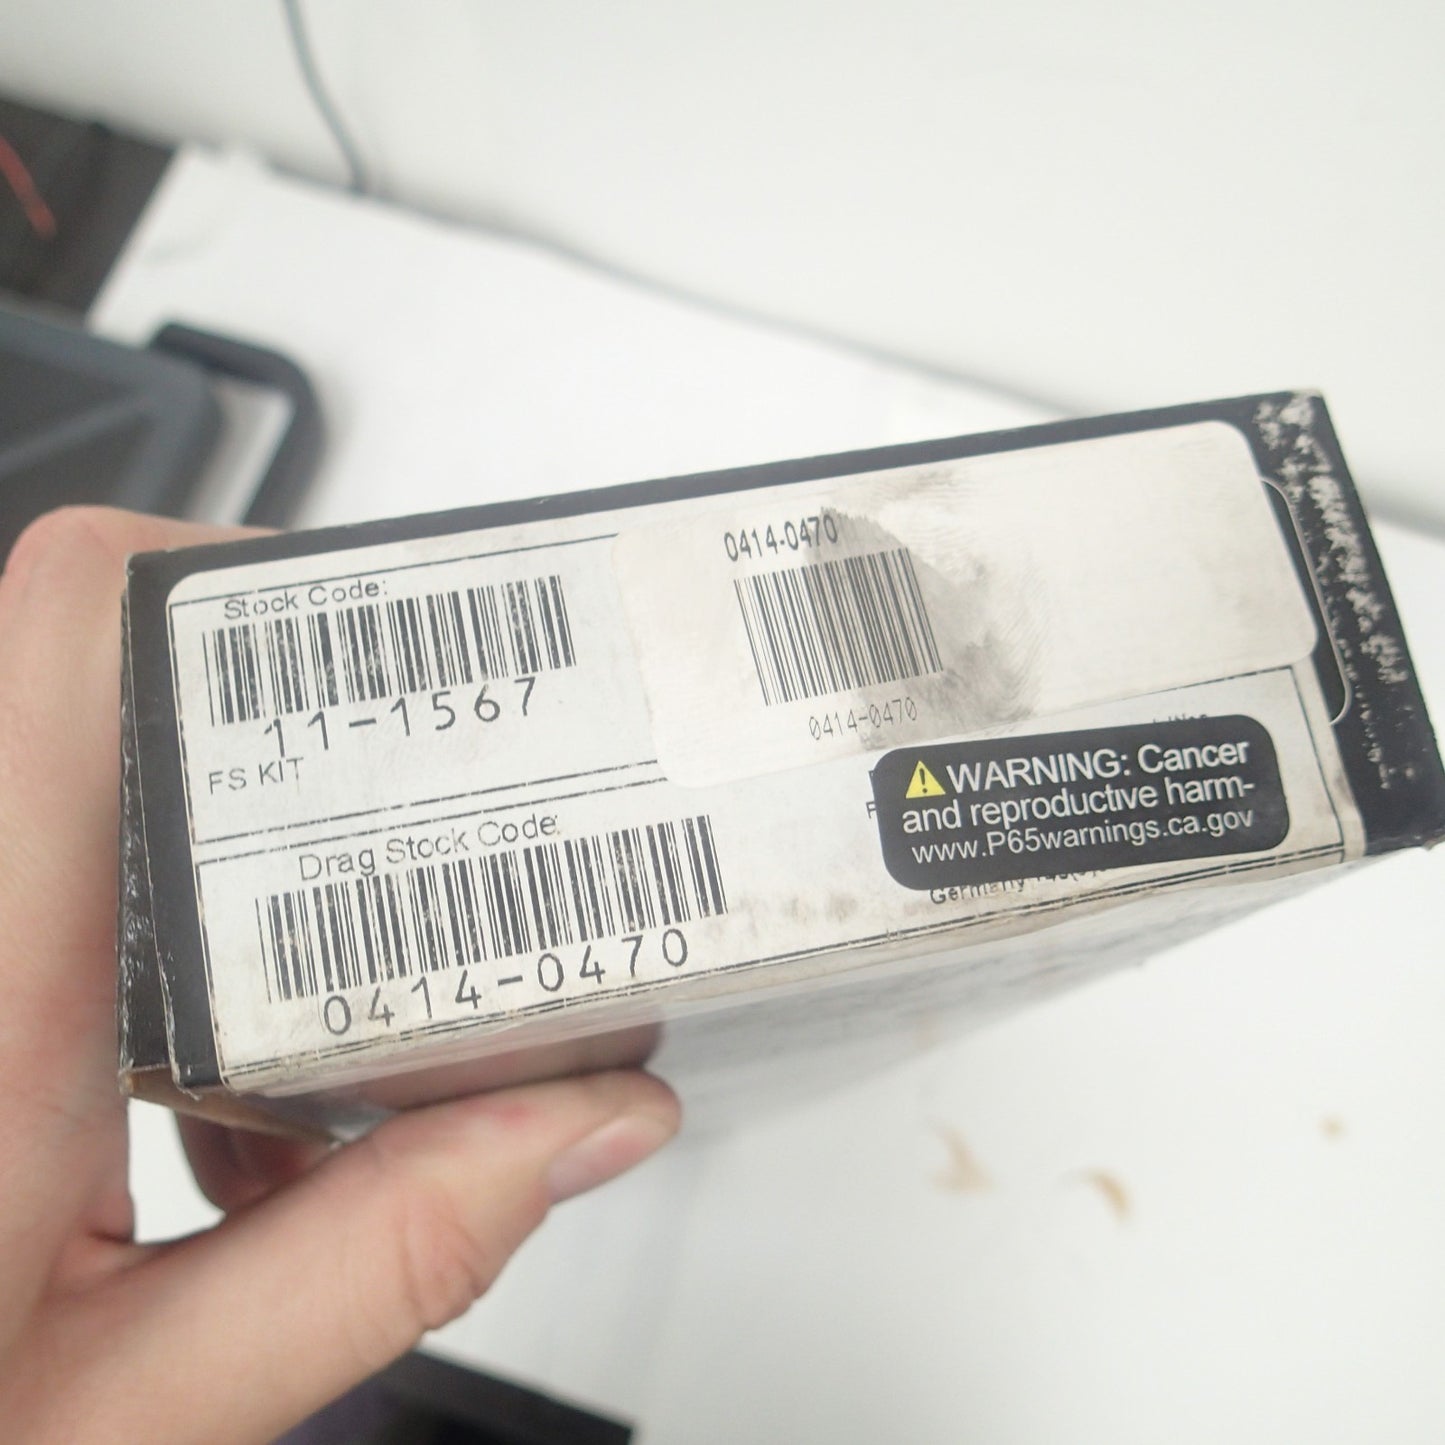 Stock Code:
11-1567
FS KIT
0414-0470
0414-0470
Drag Stock Code:
0414-0470
WARNING: Cancer
and reproductive harm-
www.P65warnings.ca.gov
Germany